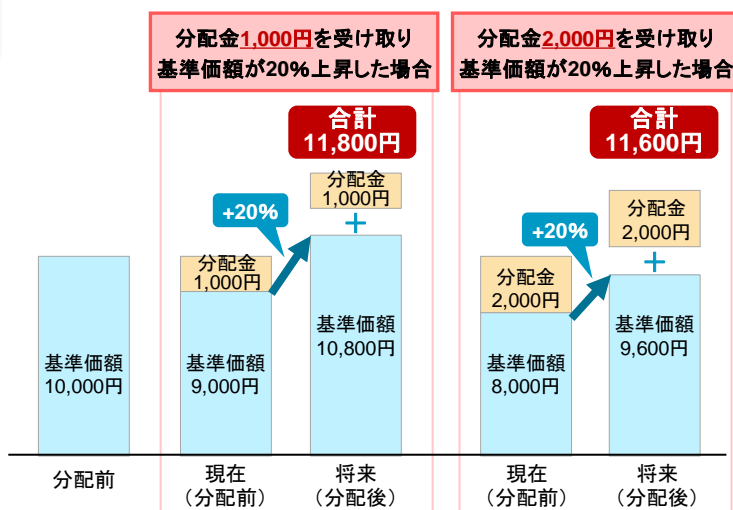 分配金1,000円を受け取り
基準価額が20%上昇した場合
合計
11,800円
分配金
1,000円
+20%
+
分配金
1,000円
基準価額
10,000円
基準価額
9,000円
基準価額
10,800円
分配前
現在
（分配前）
将来
（分配後）
分配金2,000円を受け取り
基準価額が20%上昇した場合
合計
11,600円
分配金
2,000円
+20%
+
分配金
2,000円
基準価額
8,000円
基準価額
9,600円
現在
（分配前）
将来
（分配後）